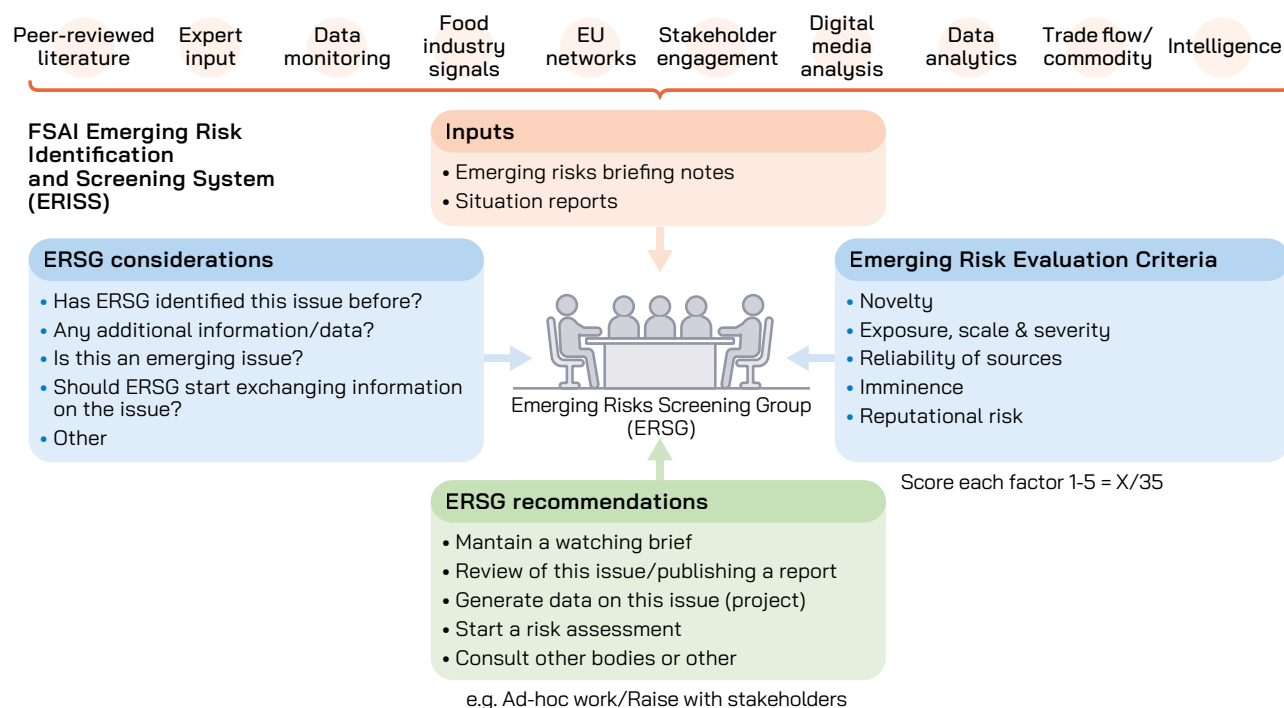 Peer-reviewed
literature
Expert
input
Data
monitoring
Food
industry
signals
EU
networks
Stakeholder
engagement
Digital
media
analysis
Data
analytics
Trade flow/
commodity
Intelligence
FSAI Emerging Risk
Identification
and Screening System
(ERISS)
Inputs
• Emerging risks briefing notes
• Situation reports
ERSG considerations
• Has ERSG identified this issue before?
• Any additional information/data?
• Is this an emerging issue?
• Should ERSG start exchanging information
on the issue?
• Other
Emerging Risks Screening Group
(ERSG)
Emerging Risk Evaluation Criteria
• Novelty
• Exposure, scale & severity
• Reliability of sources
• Imminence
• Reputational risk
Score each factor 1-5 = X/35
ERSG recommendations
• Mantain a watching brief
• Review of this issue/publishing a report
• Generate data on this issue (project)
• Start a risk assessment
• Consult other bodies or other
e.g. Ad-hoc work/Raise with stakeholders